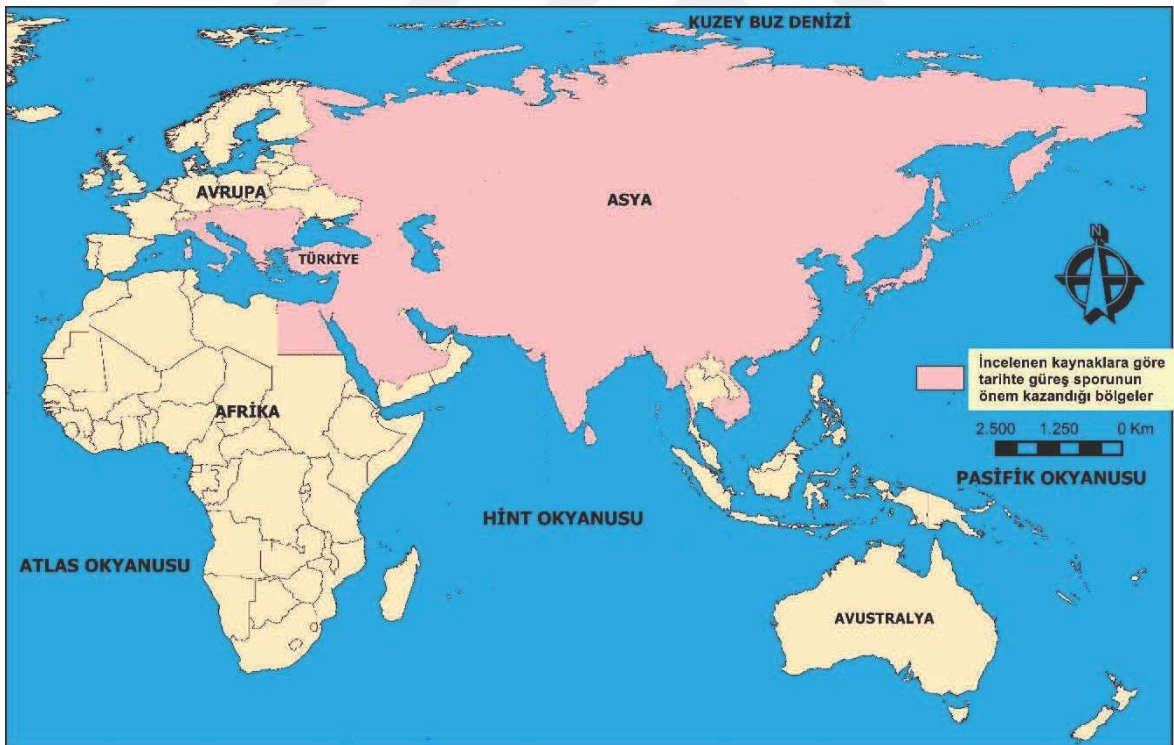 KUZEY BUZ DENİZİ
AVRUPA
ASYA
TÜRKİYE
N
İncelenen kaynaklara göre
tarihte güreş sporunun
önem kazandığı bölgeler
AFRİKA
2.500 1.250 0 Km
PASİFİK OKYANUSU
HİNT OKYANUSU
ATLAS OKYANUSU
AVUSTRALYA